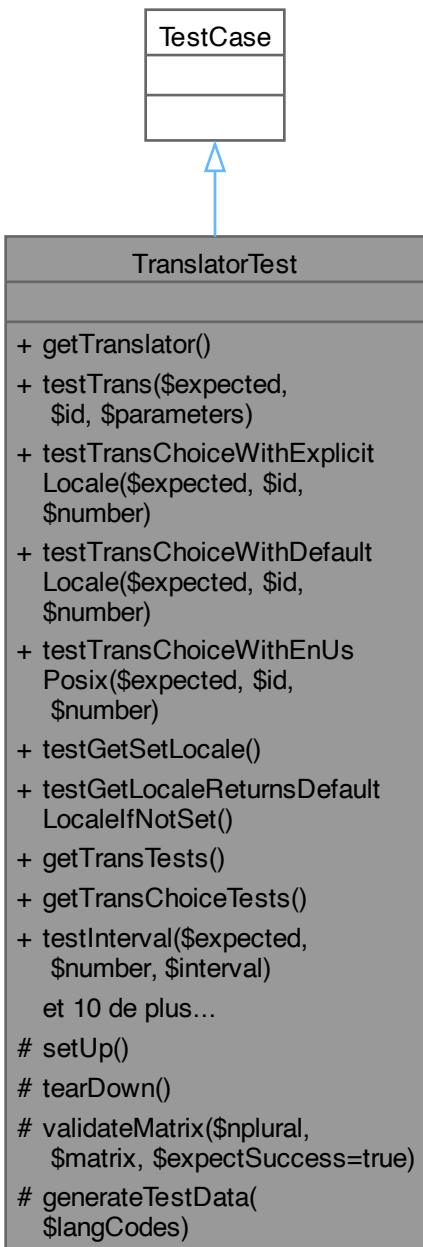 TestCase
TranslatorTest
+ getTranslator()
+ testTrans($expected,
$id, $parameters)
+ testTransChoiceWithExplicit
Locale($expected, $id,
$number)
+ testTransChoiceWithDefault
Locale($expected, $id,
$number)
+ testTransChoiceWithEnUs
Posix($expected, $id,
$number)
+ testGetSetLocale()
+ testGetLocaleReturnsDefault
LocaleIfNotSet()
+ getTransTests()
+ getTransChoiceTests()
+ testInterval($expected,
$number, $interval)
et 10 de plus...
# setUp()
# tearDown()
# validateMatrix($nplural,
$matrix, $expectSuccess=true)
# generateTestData(
$langCodes)